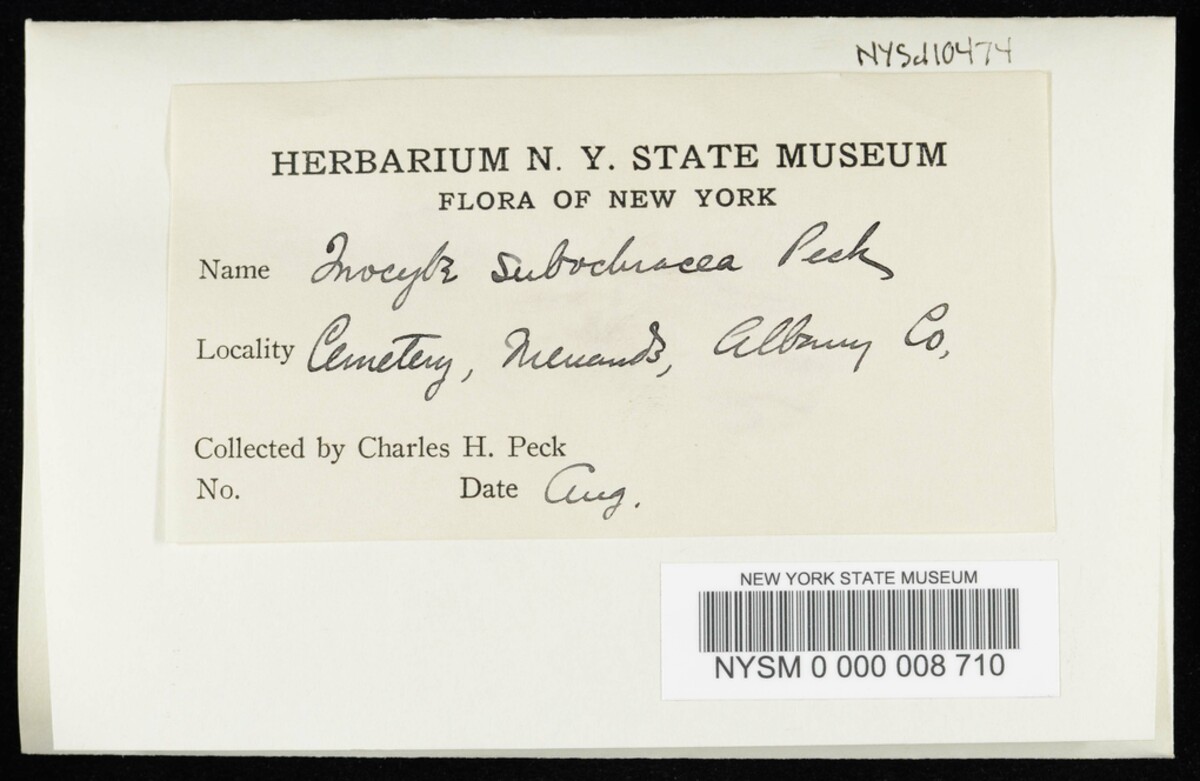 NYSd10474
HERBARIUM N. Y. STATE MUSEUM
FLORA OF NEW YORK
Name Inocybe subochracea Peck
Locality Cemetery, Menands, Albany Co.
Collected by Charles H. Peck
No. Date Aug.
NEW YORK STATE MUSEUM
NYSM 0 000 008 710